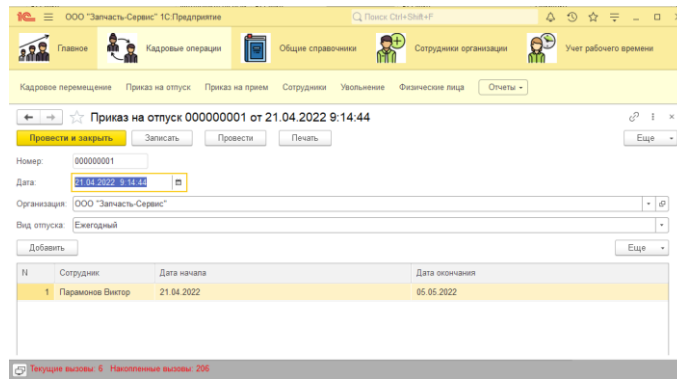 1С ООО "Запчасть-Сервис" 1С:Предприятие Поиск Ctrl+Shift+F
Главное Кадровые операции Общие справочники Сотрудники организации Учет рабочего времени
Кадровое перемещение Приказ на отпуск Приказ на прием Сотрудники Увольнение Физические лица Отчеты
Приказ на отпуск 000000001 от 21.04.2022 9:14:44
Провести и закрыть Записать Провести Печать Еще
Номер: 000000001
Дата: 21.04.2022 9:14:44
Организация: ООО "Запчасть-Сервис"
Вид отпуска: Ежегодный
Добавить Еще
N Сотрудник Дата начала Дата окончания
1 Парамонов Виктор 21.04.2022 05.05.2022
Текущие вызовы: 6 Накопленные вызовы: 206